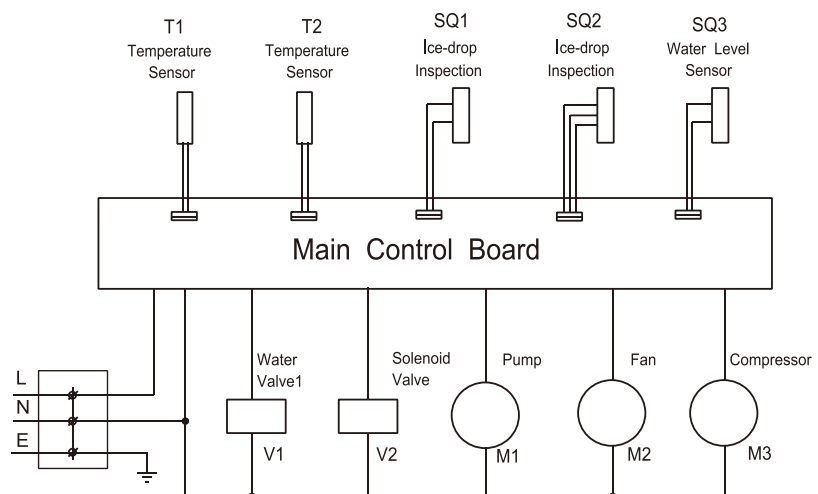 T1
Temperature
Sensor
T2
Temperature
Sensor
SQ1
Ice-drop
Inspection
SQ2
Ice-drop
Inspection
SQ3
Water Level
Sensor
Main Control Board
L
N
E
Water
Valve1
V1
Solenoid
Valve
V2
Pump
M1
Fan
M2
Compressor
M3